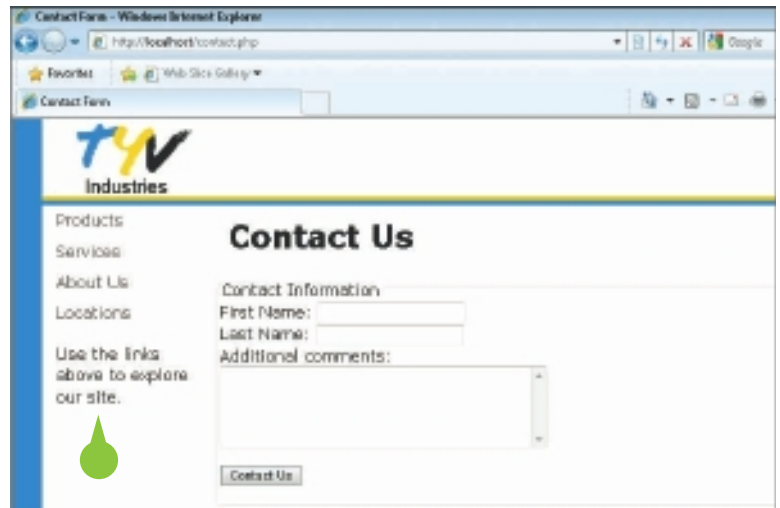 Contact Form - Windows Internet Explorer
http://localhost/contact.php
Google
Favorites
Web Slice Gallery
Contact Form
TYV
Industries
Products
Services
About Us
Locations
Use the links
above to explore
our site.
Contact Us
Contact Information
First Name:
Last Name:
Additional comments:
Contact Us